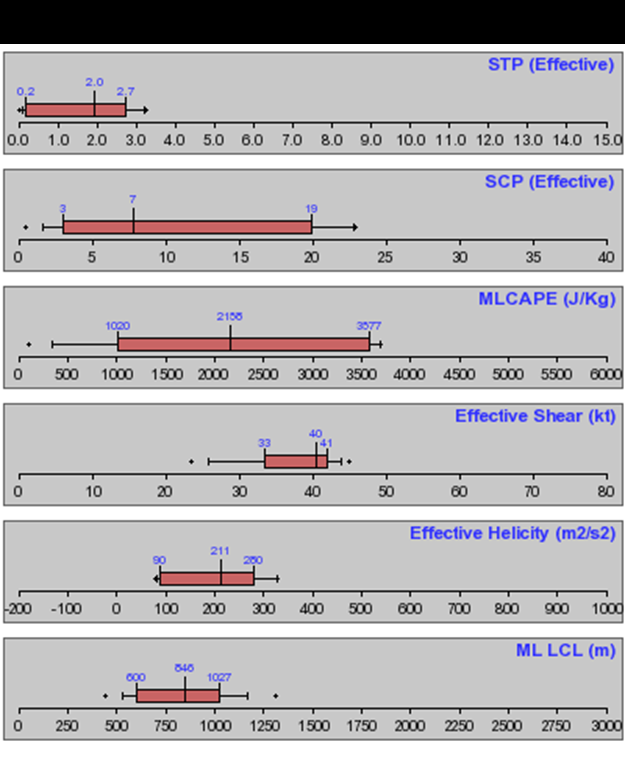 STP (Effective)
2.0
0.2 2.7
0.0 1.0 2.0 3.0 4.0 5.0 6.0 7.0 8.0 9.0 10.0 11.0 12.0 13.0 14.0 15.0
SCP (Effective)
7
3 19
0 5 10 15 20 25 30 35 40
MLCAPE (J/Kg)
1020 3577
0 500 1000 1500 2000 2500 3000 3500 4000 4500 5000 5500 6000
Effective Shear (kt)
40
33 41
0 10 20 30 40 50 60 70 80
Effective Helicity (m2/s2)
211
90 280
-200 -100 0 100 200 300 400 500 600 700 800 900 1000
ML LCL (m)
846
600 1027
0 250 500 750 1000 1250 1500 1750 2000 2250 2500 2750 3000